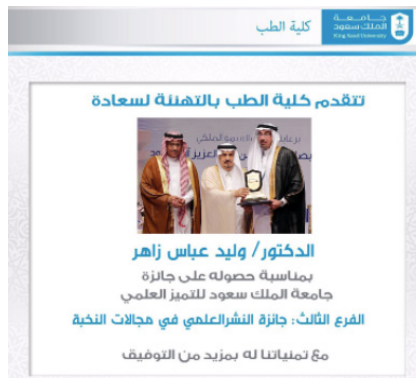 جامعة
الملك سعود
King Saud University
كلية الطب
تتقدم كلية الطب بالتهنئة لسعادة
الدكتور/ وليد عباس زاهر
بمناسبة حصوله على جائزة
جامعة الملك سعود للتميز العلمي
الفرع الثالث: جائزة النشرالعلمي في مجالات النخبة
مع تمنياتنا له بمزيد من التوفيق